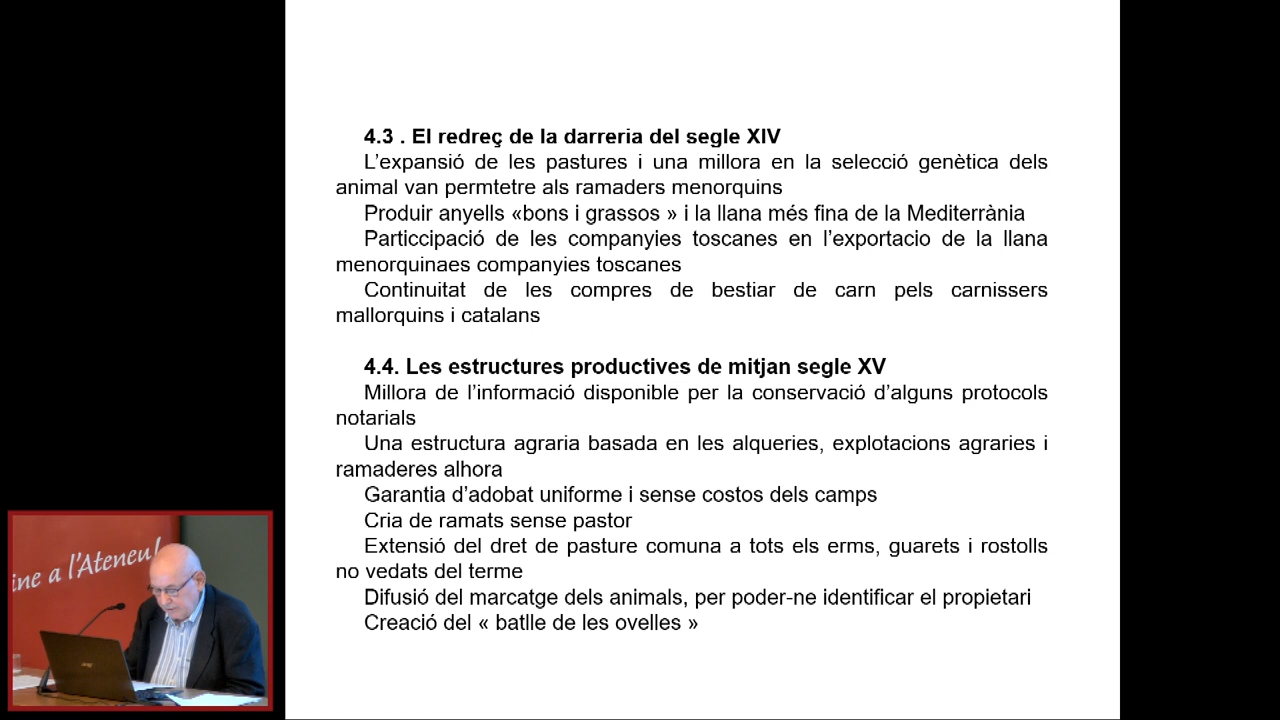 4.3 . El redreç de la darreria del segle XIV
L’expansió de les pastures i una millora en la selecció genètica dels
animal van permtetre als ramaders menorquins
Produir anyells «bons i grassos » i la llana més fina de la Mediterrània
Particcipació de les companyies toscanes en l’exportacio de la llana
menorquinaes companyies toscanes
Continuitat de les compres de bestiar de carn pels carnissers
mallorquins i catalans
4.4. Les estructures productives de mitjan segle XV
Millora de l’informació disponible per la conservació d’alguns protocols
notarials
Una estructura agraria basada en les alqueries, explotacions agraries i
ramaderes alhora
Garantia d’adobat uniforme i sense costos dels camps
Cria de ramats sense pastor
Extensió del dret de pasture comuna a tots els erms, guarets i rostolls
no vedats del terme
Difusió del marcatge dels animals, per poder-ne identificar el propietari
Creació del « batlle de les ovelles »
ine a l’Ateneu!
acer